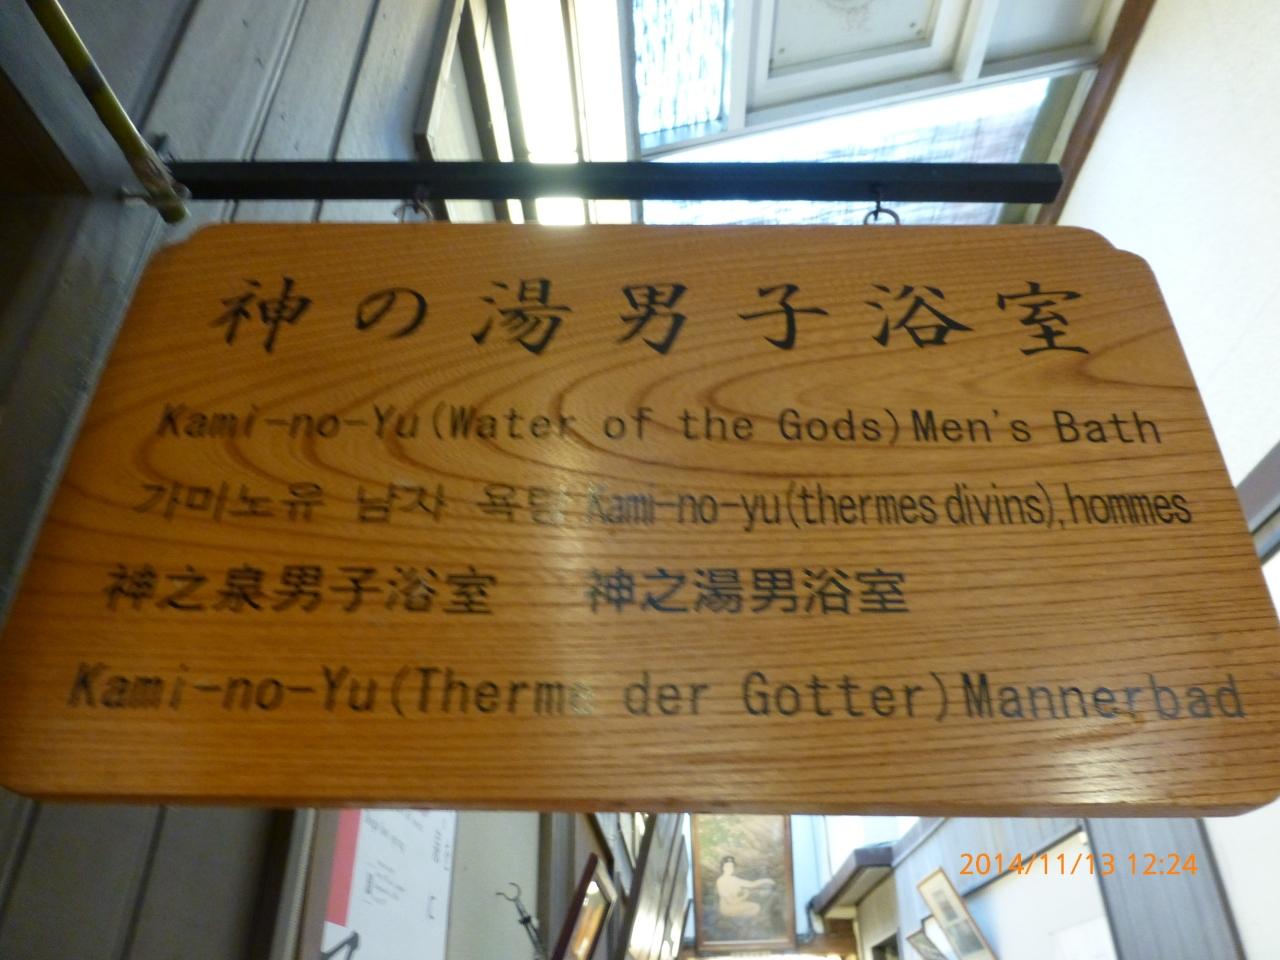 神の湯男子浴室
Kami-no-Yu(Water of the Gods)Men's Bath
가마노유 남자 욕탕 Kami-no-yu(thermes divins),hommes
神之泉男子浴室 神之湯男浴室
Kami-no-Yu(Therme der Gotter)Mannerbad
2014/11/13 12:24